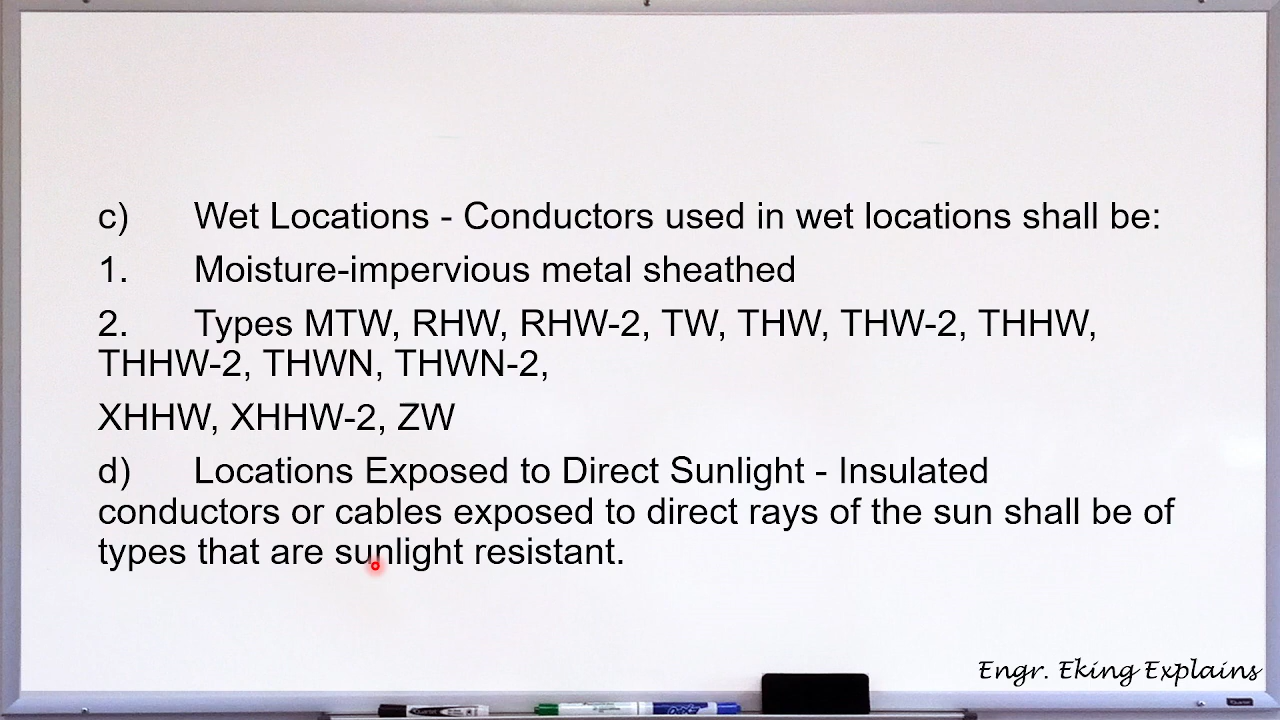 c) Wet Locations - Conductors used in wet locations shall be:
1. Moisture-impervious metal sheathed
2. Types MTW, RHW, RHW-2, TW, THW, THW-2, THHW,
THHW-2, THWN, THWN-2,
XHHW, XHHW-2, ZW
d) Locations Exposed to Direct Sunlight - Insulated
conductors or cables exposed to direct rays of the sun shall be of
types that are sunlight resistant.
Engr. Eking Explains